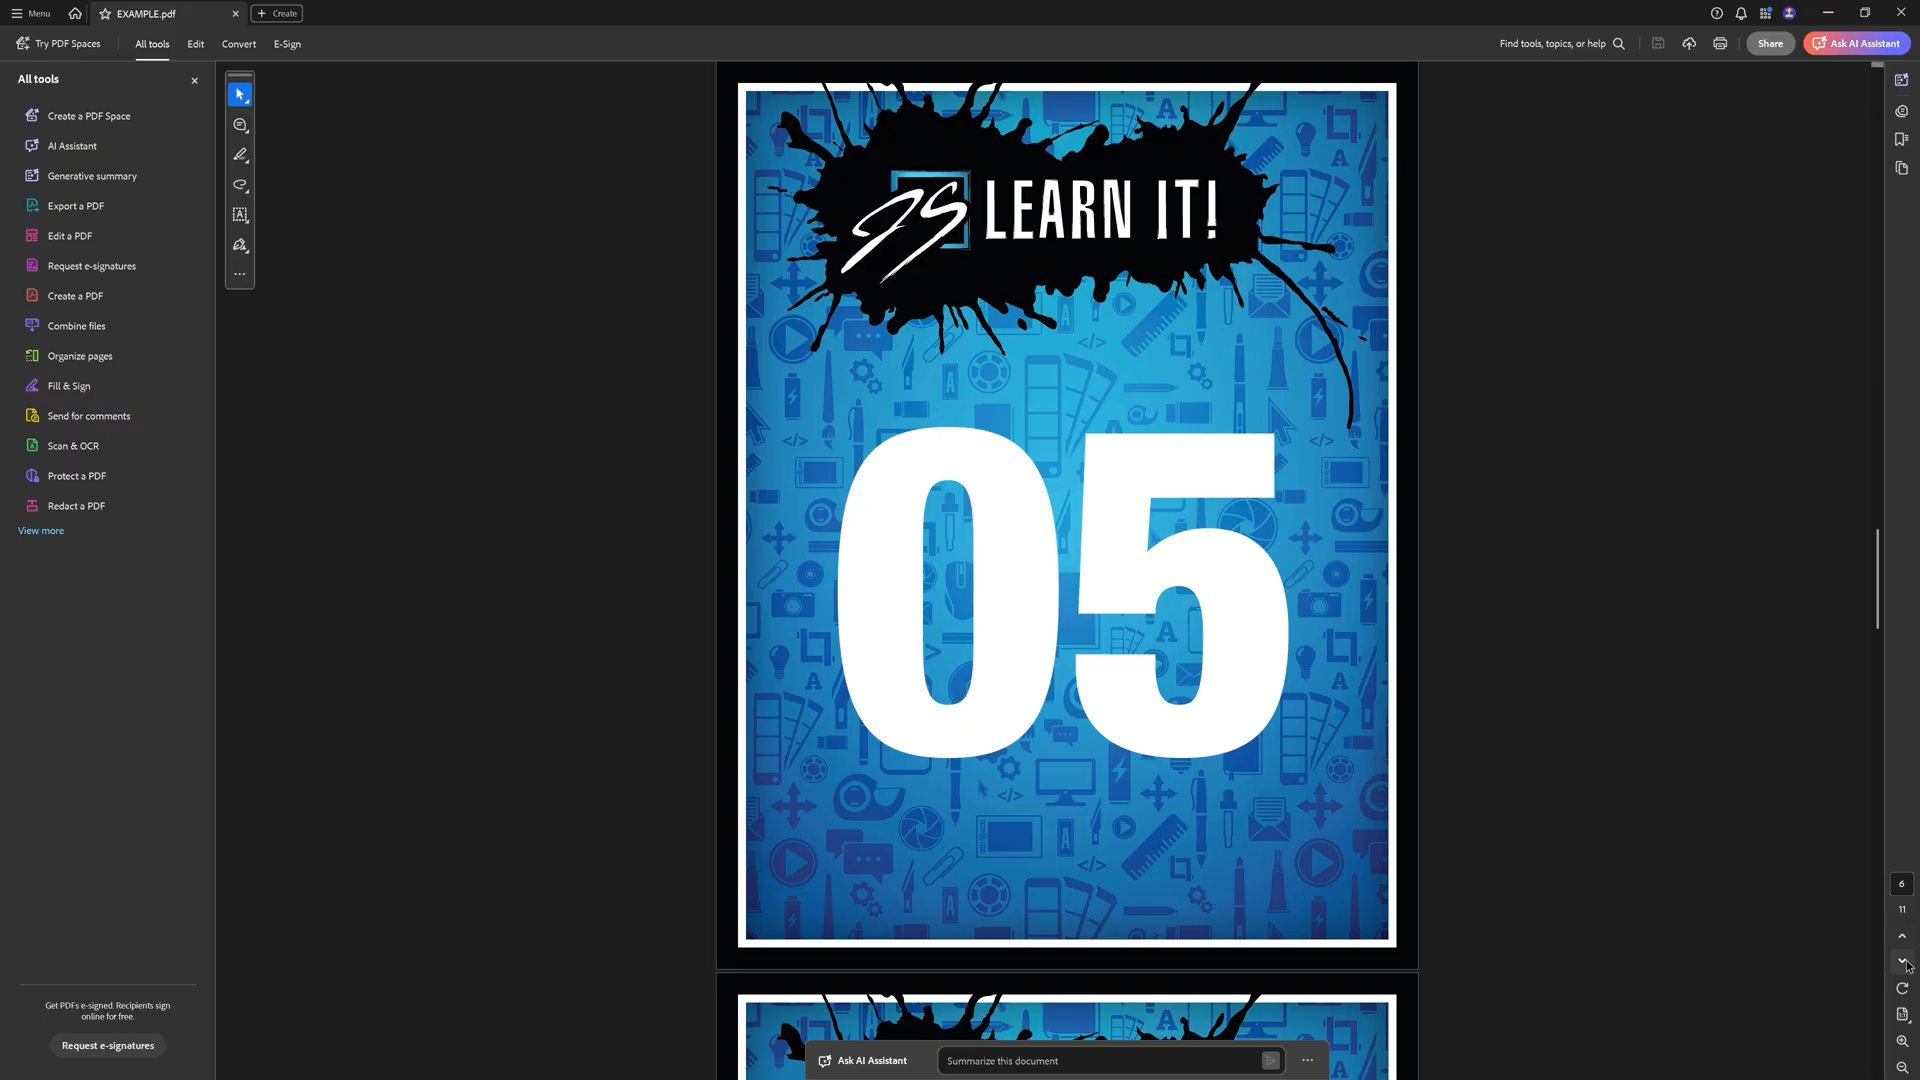 Menu
EXAMPLE.pdf
Create
Try PDF Spaces
All tools
Edit
Convert
E-Sign
Find tools, topics, or help
Share
Ask AI Assistant
All tools
Create a PDF Space
AI Assistant
Generative summary
Export a PDF
Edit a PDF
Request e-signatures
Create a PDF
Combine files
Organize pages
Fill & Sign
Send for comments
Scan & OCR
Protect a PDF
Redact a PDF
View more
Get PDFs e-signed. Recipients sign
online for free.
Request e-signatures
JS LEARN IT!
05
6
11
Ask AI Assistant
Summarize this document